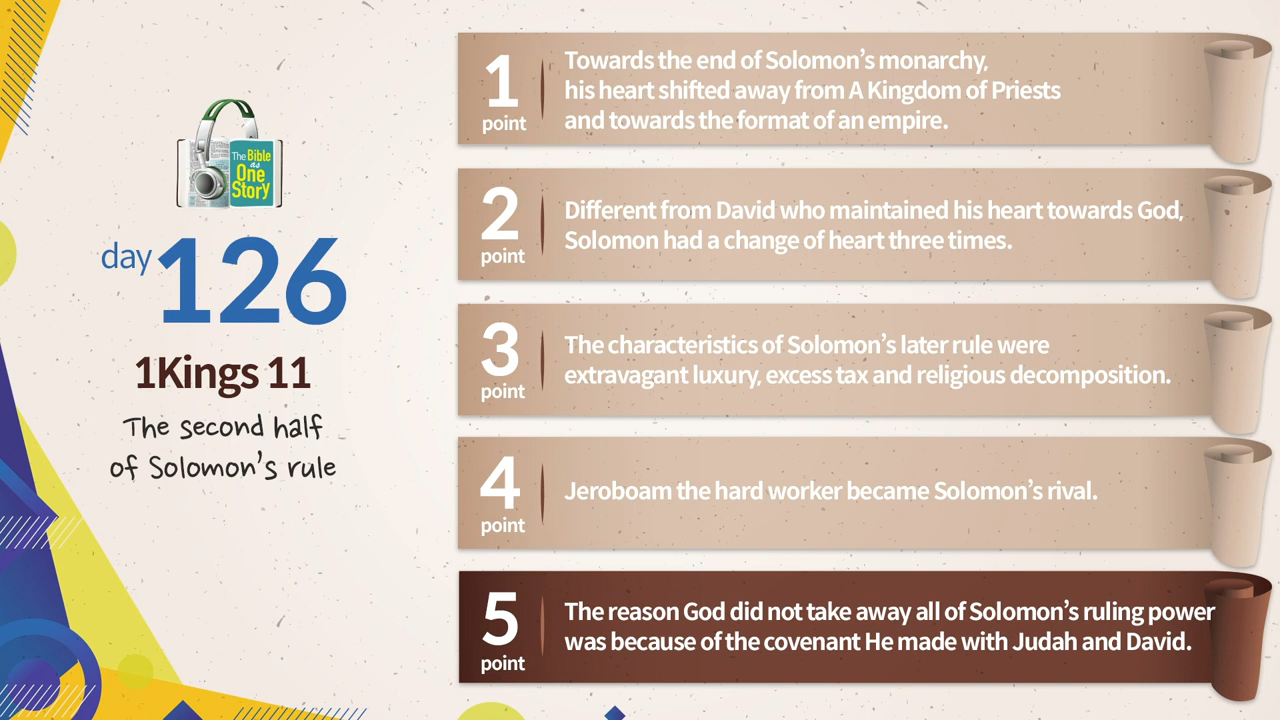 The Bible
as
One
Story
day 126
1Kings 11
The second half
of Solomon's rule
1
point
Towards the end of Solomon's monarchy,
his heart shifted away from A Kingdom of Priests
and towards the format of an empire.
2
point
Different from David who maintained his heart towards God,
Solomon had a change of heart three times.
3
point
The characteristics of Solomon's later rule were
extravagant luxury, excess tax and religious decomposition.
4
point
Jeroboam the hard worker became Solomon's rival.
5
point
The reason God did not take away all of Solomon's ruling power
was because of the covenant He made with Judah and David.